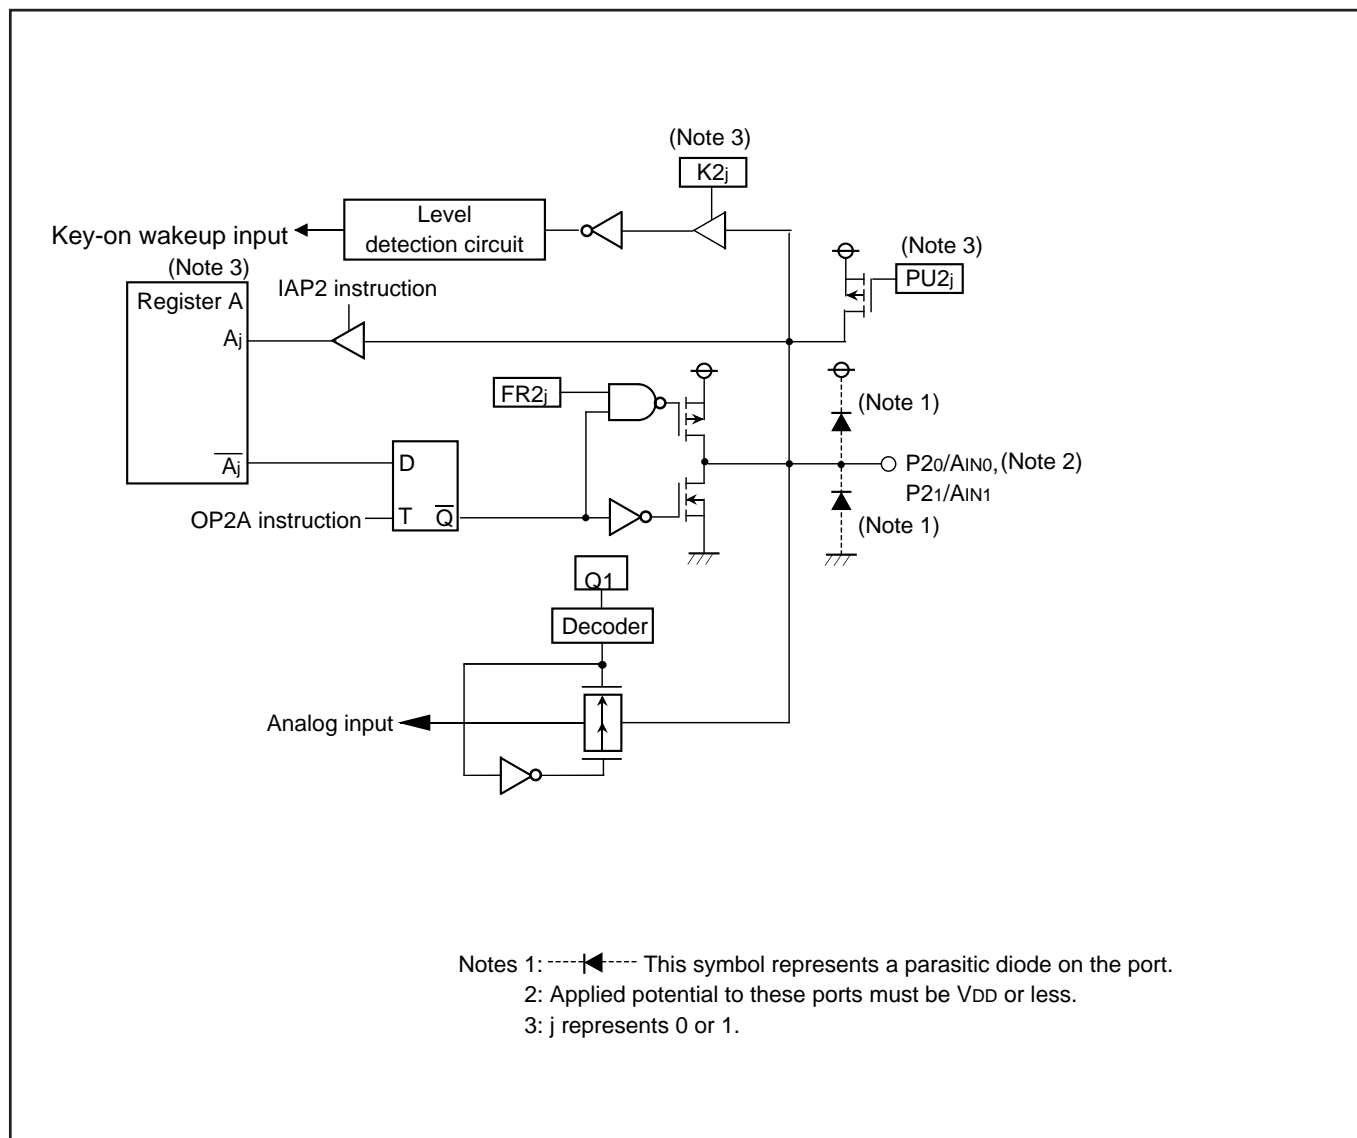 (Note 3)
K2j
Level
detection circuit
Key-on wakeup input
(Note 3)
PU2j
(Note 3)
Register A
IAP2 instruction
Aj
FR2j
(Note 1)
Aj
D
P20/AIN0, (Note 2)
P21/AIN1
OP2A instruction
T Q
(Note 1)
Q1
Decoder
Analog input
Notes 1: This symbol represents a parasitic diode on the port.
2: Applied potential to these ports must be VDD or less.
3: j represents 0 or 1.